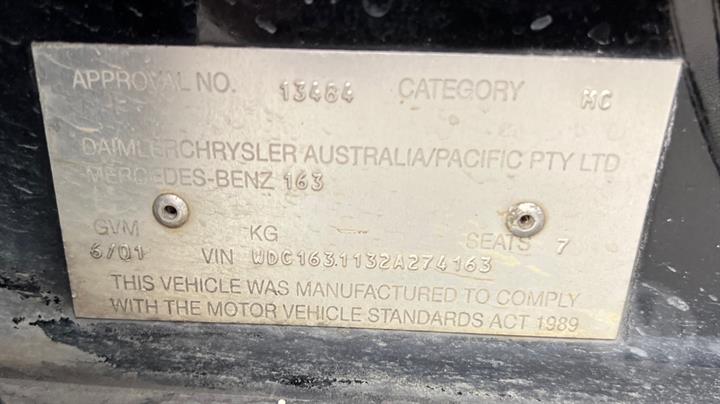 APPROVAL NO. 13484 CATEGORY MC
DAIMLERCHRYSLER AUSTRALIA/PACIFIC PTY LTD
MERCEDES-BENZ 163
GVM KG SEATS 7
6/01 VIN WDC1631132A274163
THIS VEHICLE WAS MANUFACTURED TO COMPLY
WITH THE MOTOR VEHICLE STANDARDS ACT 1989